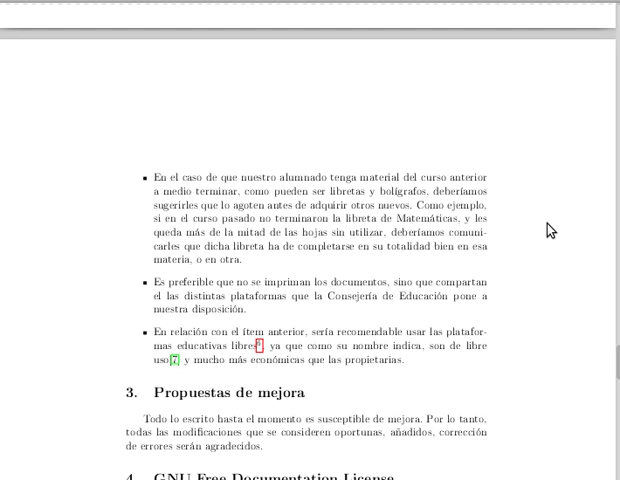 ▪ En el caso de que nuestro alumnado tenga material del curso anterior
a medio terminar, como pueden ser libretas y bolígrafos, deberíamos
sugerirles que lo agoten antes de adquirir otros nuevos. Como ejemplo,
si en el curso pasado no terminaron la libreta de Matemáticas, y les
queda más de la mitad de las hojas sin utilizar, deberíamos comuni-
carles que dicha libreta ha de completarse en su totalidad bien en esa
materia, o en otra.
▪ Es preferible que no se impriman los documentos, sino que compartan
el las distintas plataformas que la Consejería de Educación pone a
nuestra disposición.
▪ En relación con el ítem anterior, sería recomendable usar las platafor-
mas educativas libres, ya que como su nombre indica, son de libre
uso[7] y mucho más económicas que las propietarias.
3. Propuestas de mejora
Todo lo escrito hasta el momento es susceptible de mejora. Por lo tanto,
todas las modificaciones que se consideren oportunas, añadidos, corrección
de errores serán agradecidos.
4. GNU Free Documentation License